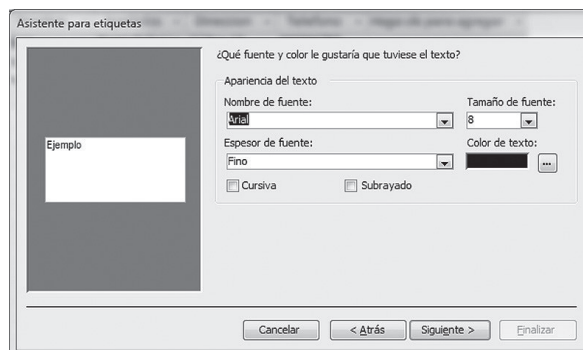 Asistente para etiquetas
¿Qué fuente y color le gustaría que tuviese el texto?
Apariencia del texto
Nombre de fuente:
Tamaño de fuente:
Arial
8
Ejemplo
Espesor de fuente:
Color de texto:
Fino
...
Cursiva
Subrayado
Cancelar
< Atrás
Siguiente >
Finalizar